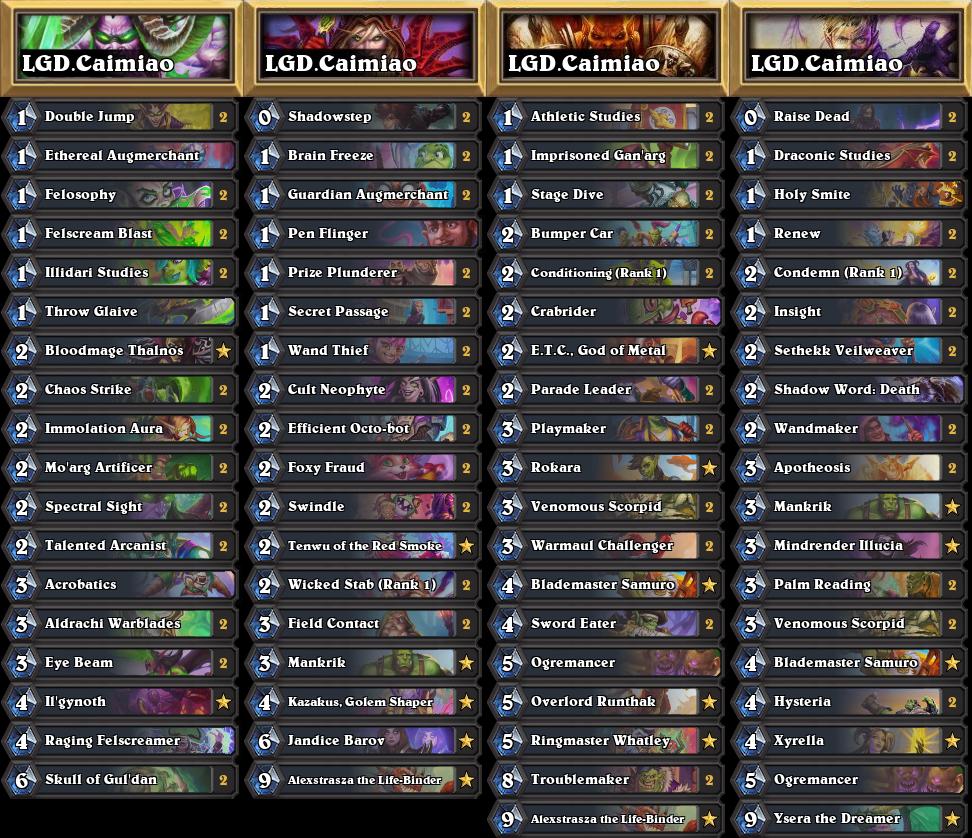 LGD.Caimiao
1 Double Jump 2
1 Ethereal Augmerchant
1 Felosophy 2
1 Felscream Blast 2
1 Illidari Studies 2
1 Throw Glaive
2 Bloodmage Thalnos
2 Chaos Strike 2
2 Immolation Aura 2
2 Mo'arg Artificer 2
2 Spectral Sight 2
2 Talented Arcanist 2
3 Acrobatics
3 Aldrachi Warblades 2
3 Eye Beam 2
4 Il'gynoth
4 Raging Felscreamer
6 Skull of Gul'dan 2
LGD.Caimiao
0 Shadowstep 2
1 Brain Freeze 2
1 Guardian Augmerchant 2
1 Pen Flinger
1 Prize Plunderer 2
1 Secret Passage 2
1 Wand Thief 2
2 Cult Neophyte 2
2 Efficient Octo-bot 2
2 Foxy Fraud 2
2 Swindle 2
2 Tenwu of the Red Smoke
2 Wicked Stab (Rank 1) 2
3 Field Contact 2
3 Mankrik
4 Kazakus, Golem Shaper
6 Jandice Barov
9 Alexstrasza the Life-Binder
LGD.Caimiao
1 Athletic Studies 2
1 Imprisoned Gan'arg 2
1 Stage Dive 2
2 Bumper Car 2
2 Conditioning (Rank 1) 2
2 Crabrider
2 E.T.C., God of Metal
2 Parade Leader 2
3 Playmaker 2
3 Rokara
3 Venomous Scorpid 2
3 Warmaul Challenger 2
4 Blademaster Samuro
4 Sword Eater 2
5 Ogremancer
5 Overlord Runthak
5 Ringmaster Whatley
8 Troublemaker 2
9 Alexstrasza the Life-Binder
LGD.Caimiao
0 Raise Dead 2
1 Draconic Studies 2
1 Holy Smite 2
1 Renew 2
2 Condemn (Rank 1) 2
2 Insight 2
2 Sethekk Veilweaver 2
2 Shadow Word: Death
2 Wandmaker 2
3 Apotheosis 2
3 Mankrik
3 Mindrender Illucia
3 Palm Reading 2
3 Venomous Scorpid 2
4 Blademaster Samuro
4 Hysteria 2
4 Xyrella
5 Ogremancer
9 Ysera the Dreamer